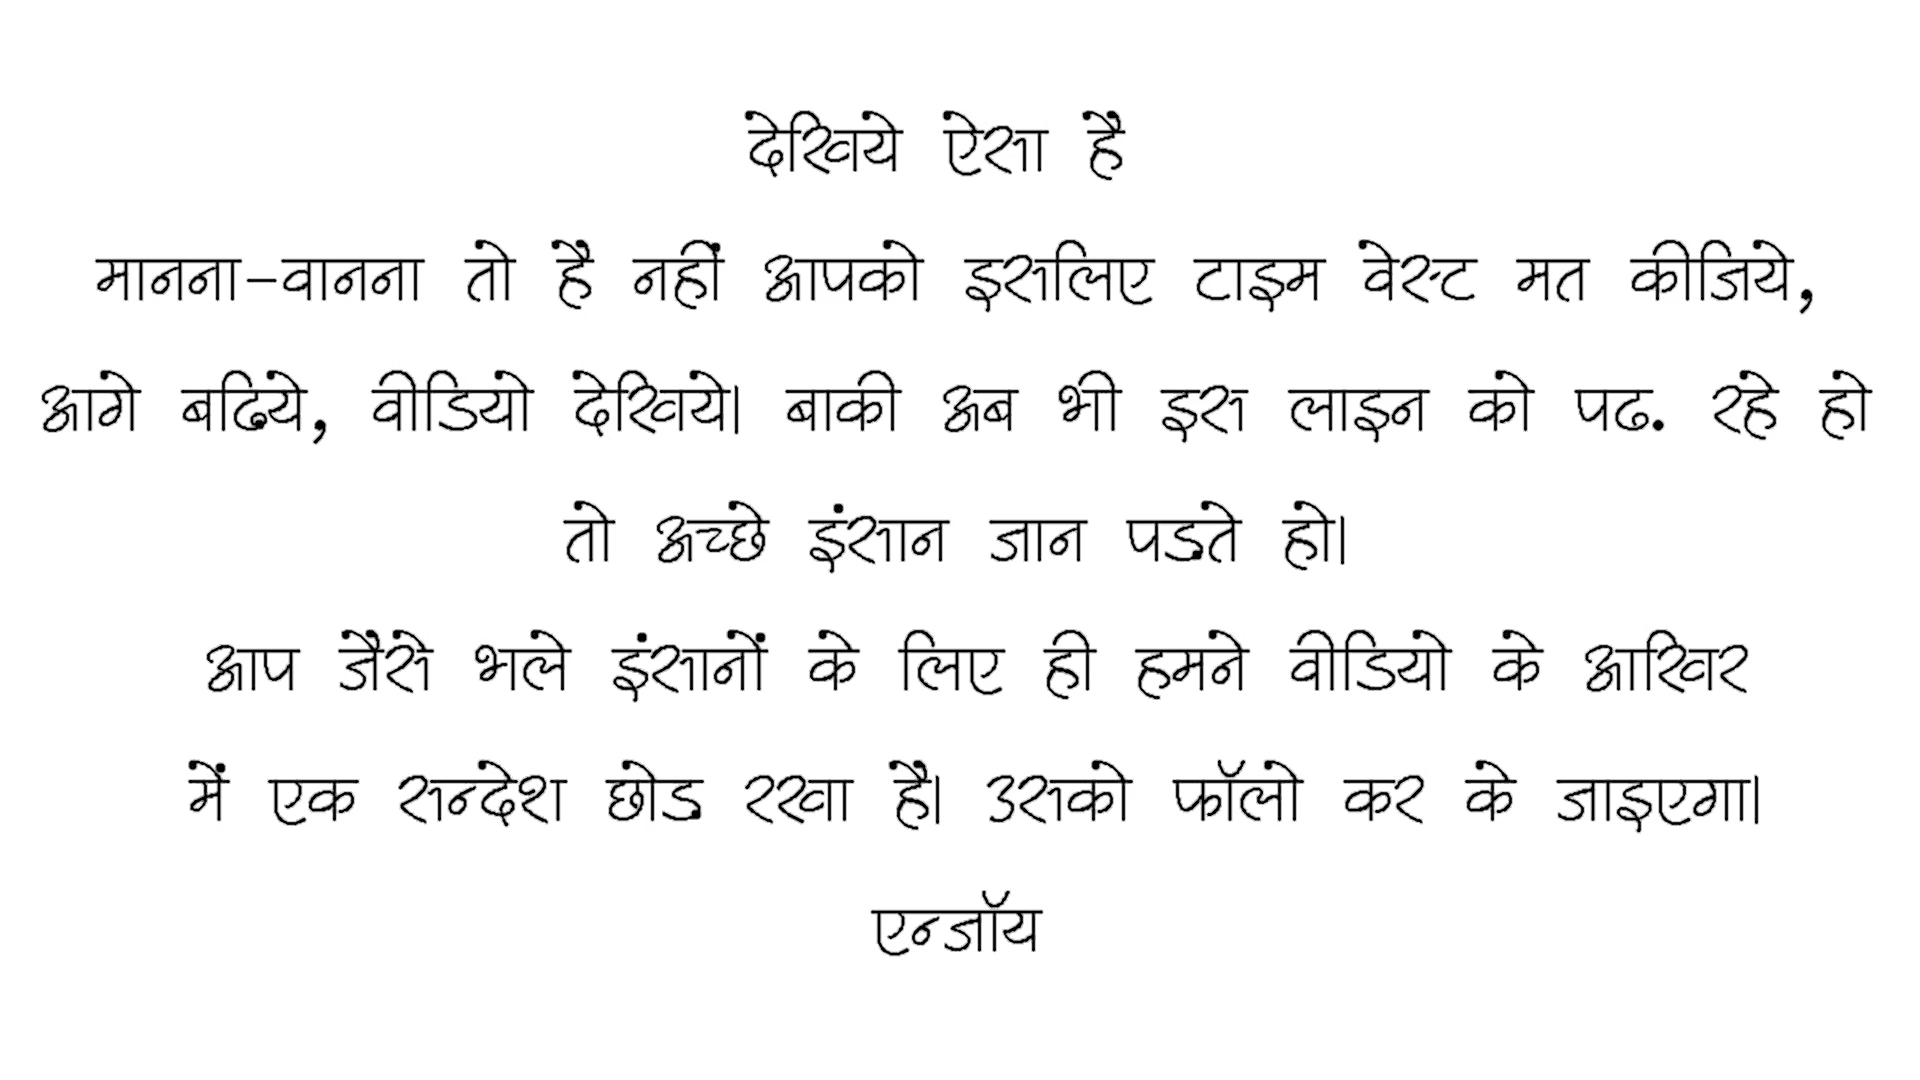 देखिये ऐसा है
मानना-वानना तो है नहीं आपको इसलिए टाइम वेस्ट मत कीजिये,
आगे बढिये, वीडियो देखिये। बाकी अब भी इस लाइन को पढ. रहे हो
तो अच्छे इंसान जान पड़ते हो।
आप जैसे भले इंसानों के लिए ही हमने वीडियो के आखिर
में एक सन्देश छोड़ रखा है। उसको फॉलो कर के जाइएगा।
एन्जॉय